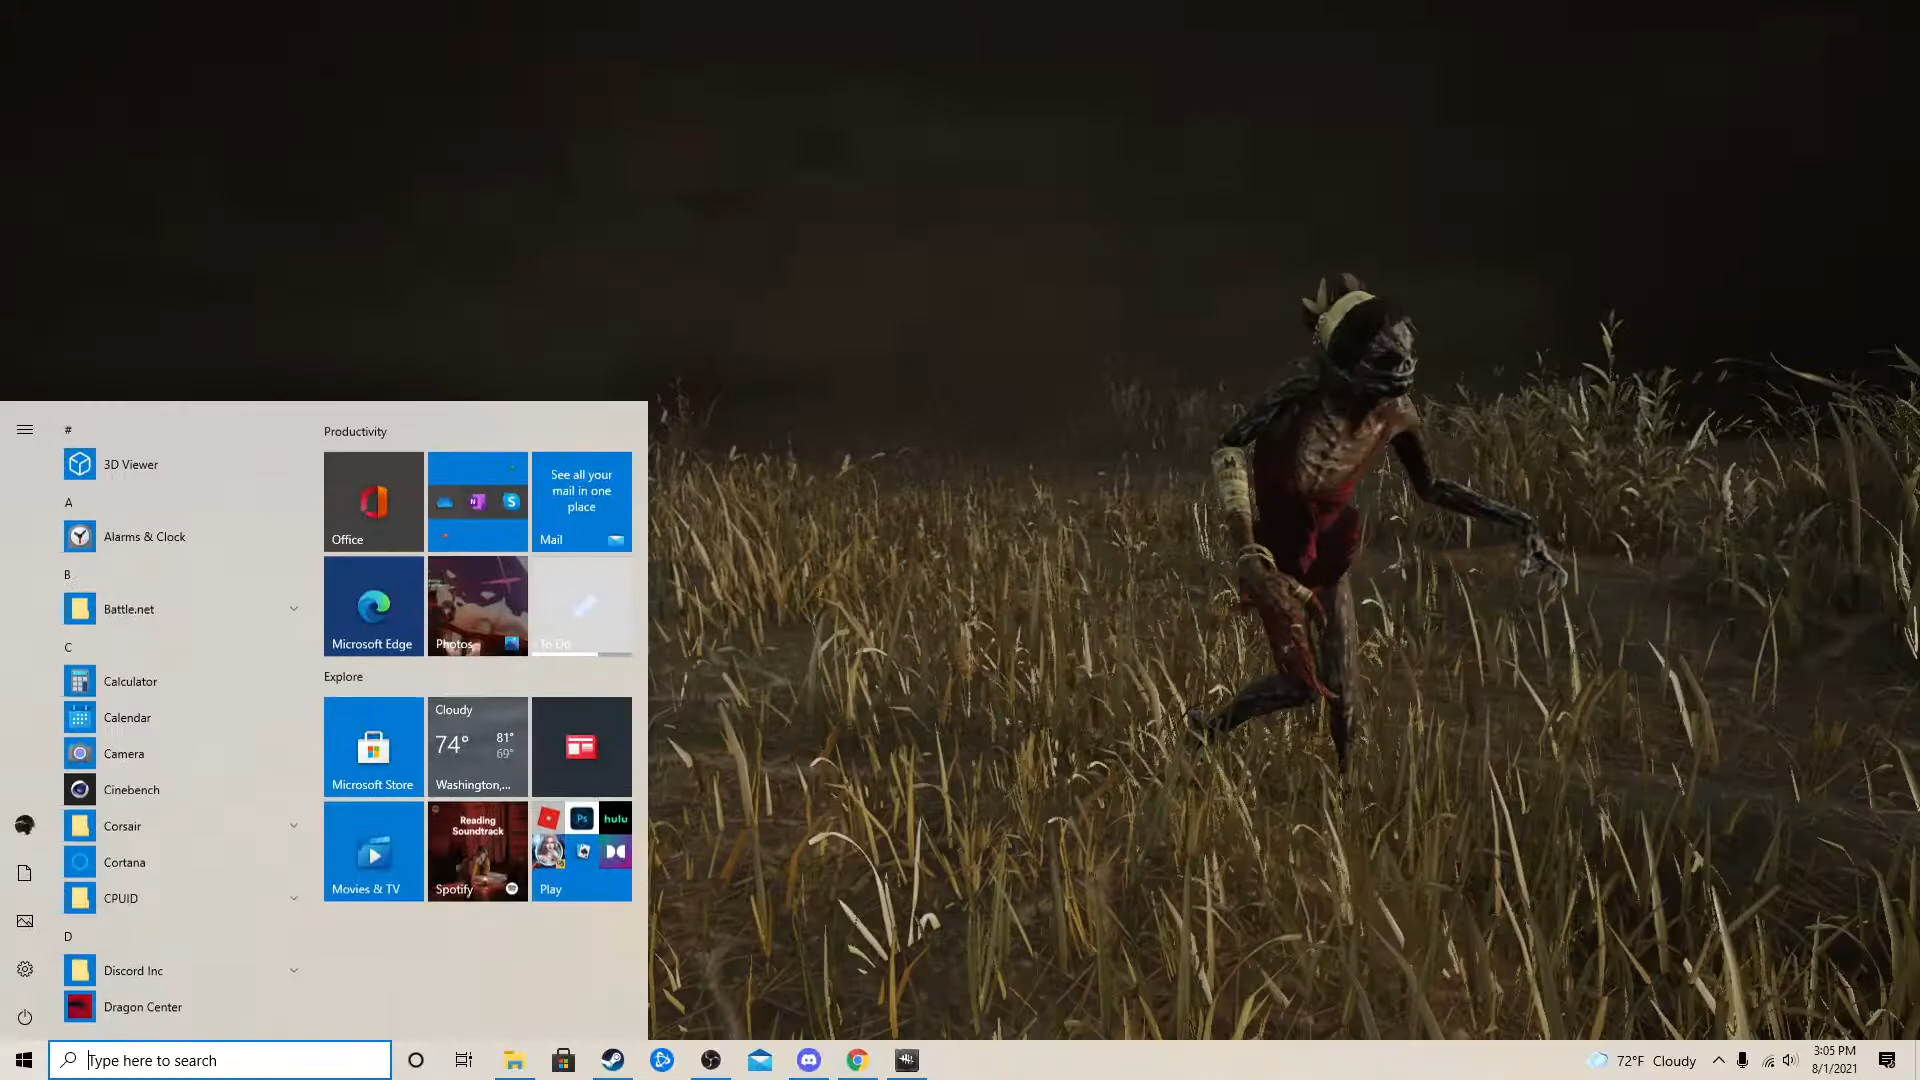 #
3D Viewer
A
Alarms & Clock
B
Battle.net
C
Calculator
Calendar
Camera
Cinebench
Corsair
Cortana
CPUID
D
Discord Inc
Dragon Center
Productivity
Office
N
S
See all your
mail in one
place
Mail
Microsoft Edge
Photos
To Do
Explore
Microsoft Store
Cloudy
74°
81°
69°
Washington,...
Movies & TV
Reading
Soundtrack
Spotify
Ps
hulu
Play
Type here to search
72°F Cloudy
3:05 PM
8/1/2021